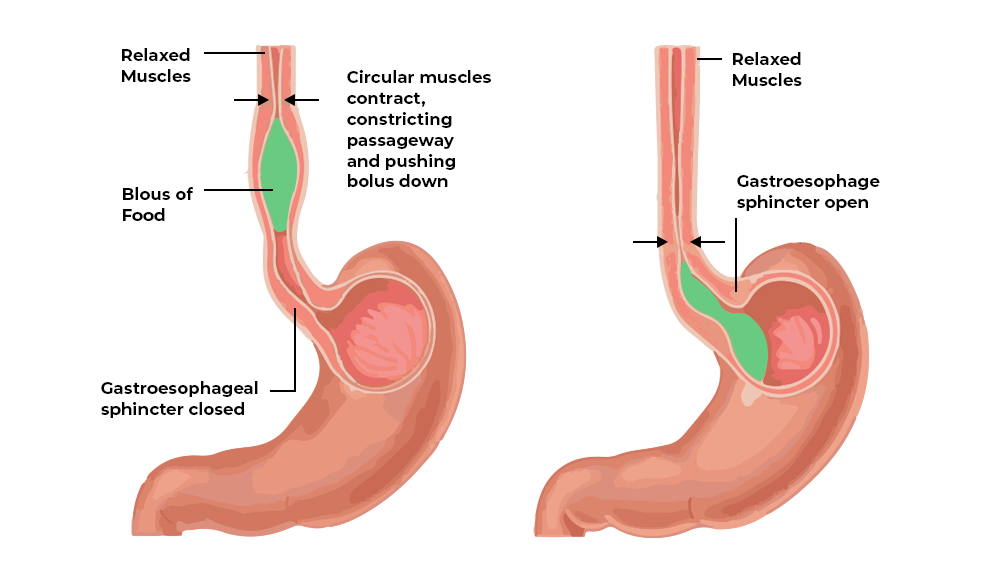 Relaxed
Muscles
Circular muscles
contract,
constricting
passageway
and pushing
bolus down
Blous of
Food
Gastroesophageal
sphincter closed
Relaxed
Muscles
Gastroesophage
sphincter open